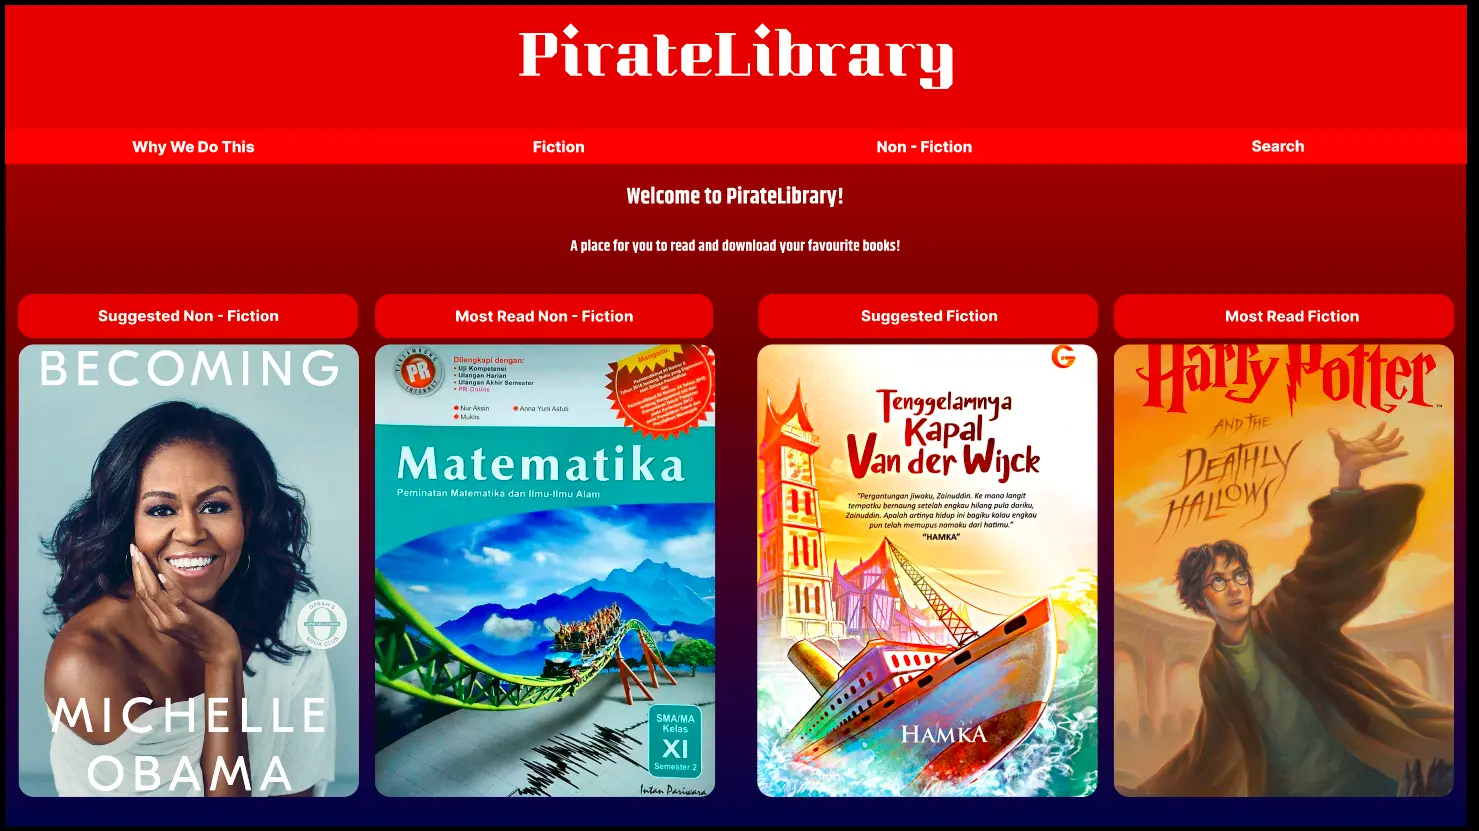 PirateLibrary
Why We Do This
Fiction
Non - Fiction
Search
Welcome to PirateLibrary!
A place for you to read and download your favourite books!
Suggested Non - Fiction
Most Read Non - Fiction
Suggested Fiction
Most Read Fiction
BECOMING
OPRAH'S
BOOK CLUB
MICHELLE
OBAMA
PR
Dilengkapi dengan:
• Uji Kompetensi
• Ulangan Harian
• Ulangan Akhir Semester
• PR Online
Nur Aksin
Anna Yuni Astuti
Muklis
Matematika
Peminatan Matematika dan Ilmu-Ilmu Alam
SMA/MA
Kelas
XI
Semester 2
Intan Pariwara
G
Tenggelamnya
Kapal
Van der Wijck
"Pergantungan jiwaku, Zainuddin. Ke mana langit
tempatku bernaung setelah engkau hilang pula dariku,
Zainuddin. Apalah artinya hidup ini bagiku kalau engkau
pun telah memupus namaku dari hatimu."
"HAMKA"
HAMKA
Harry Potter
AND THE
DEATHLY
HALLOWS